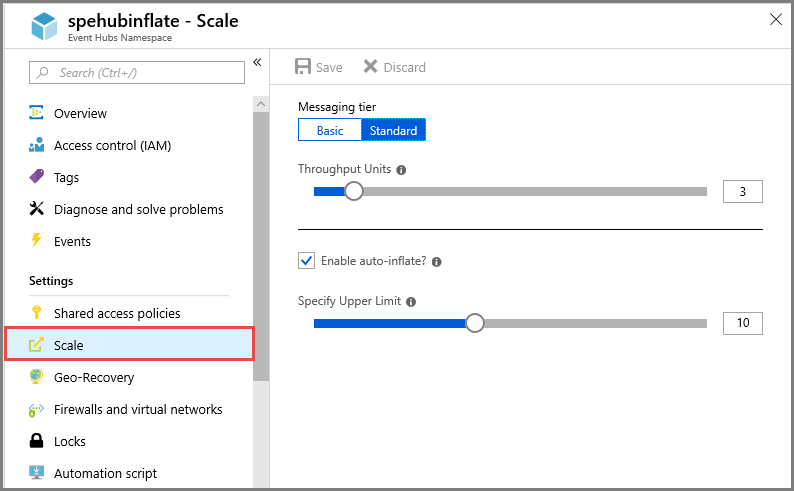 spehubinflate - Scale
Event Hubs Namespace
Search (Ctrl+/)
Overview
Access control (IAM)
Tags
Diagnose and solve problems
Events
Settings
Shared access policies
Scale
Geo-Recovery
Firewalls and virtual networks
Locks
Automation script
Save Discard
Messaging tier
Basic Standard
Throughput Units
3
Enable auto-inflate?
Specify Upper Limit
10